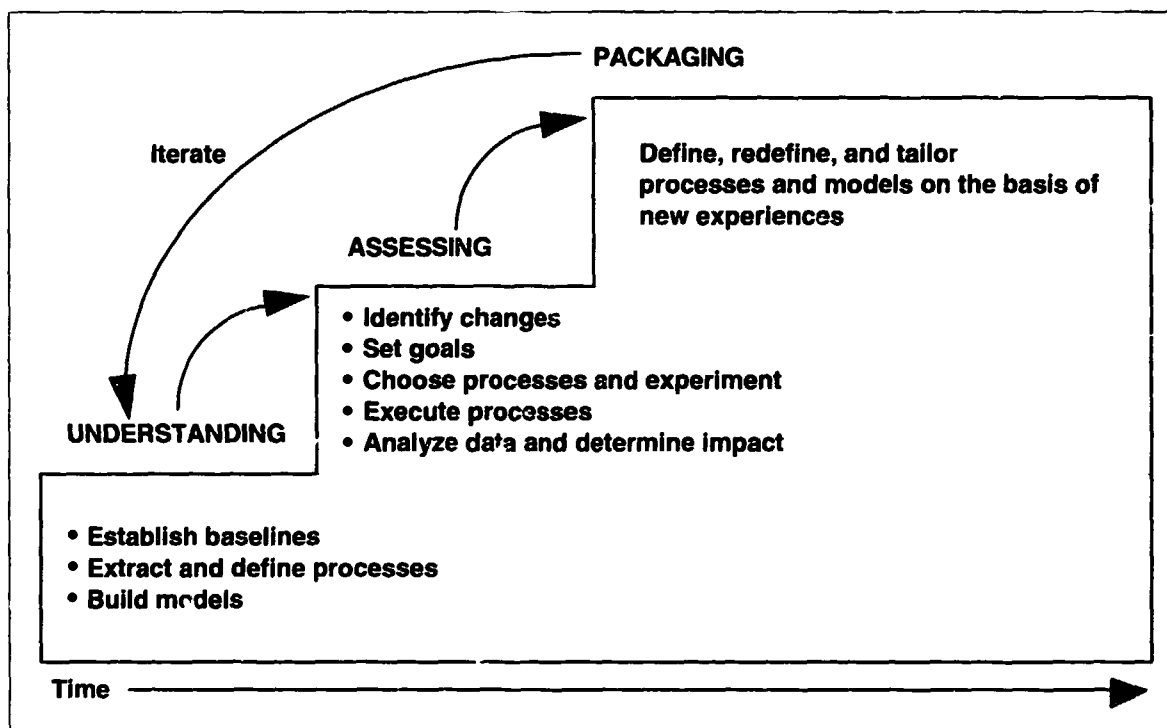 PACKAGING
Iterate
Define, redefine, and tailor
processes and models on the basis of
new experiences
ASSESSING
• Identify changes
• Set goals
• Choose processes and experiment
• Execute processes
• Analyze data and determine impact
UNDERSTANDING
• Establish baselines
• Extract and define processes
• Build models
Time